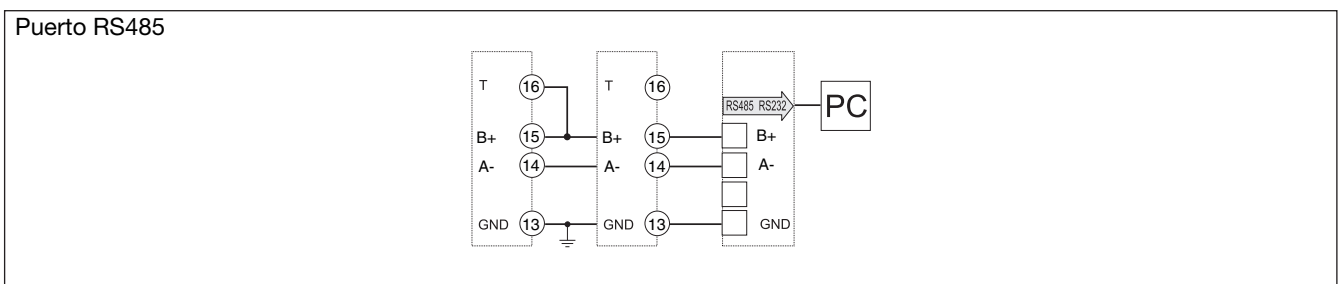 Puerto RS485
T 16 T 16
RS485 RS232 PC
B+ 15 B+ 15 B+
A- 14 A- 14 A-
GND 13 GND 13 GND